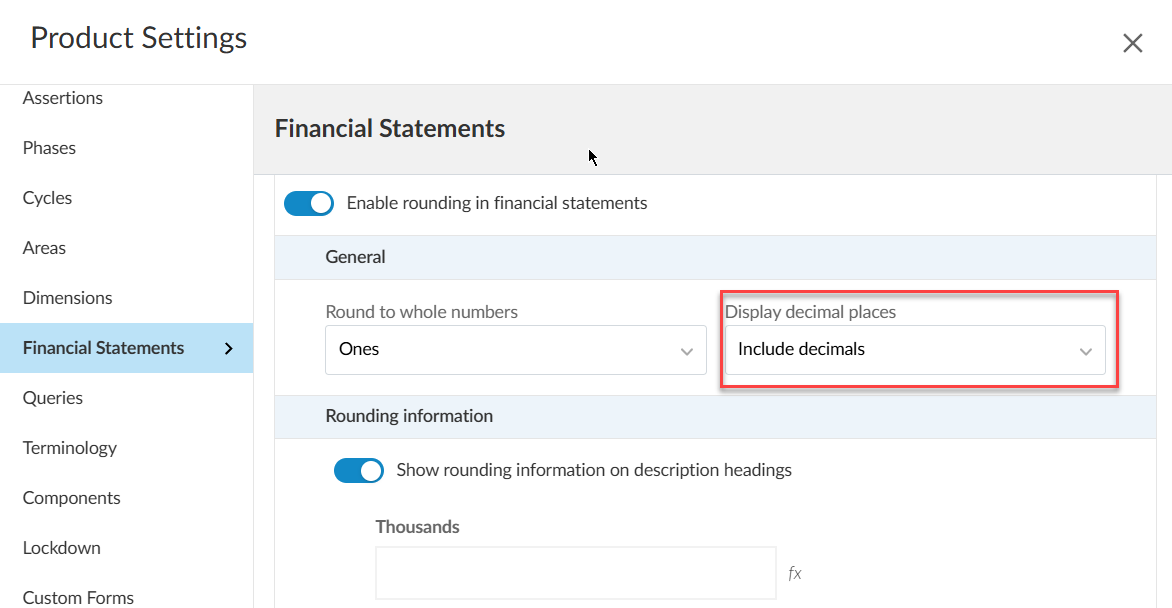 Product Settings
Assertions
Phases
Cycles
Areas
Dimensions
Financial Statements
Queries
Terminology
Components
Lockdown
Custom Forms
Financial Statements
Enable rounding in financial statements
General
Round to whole numbers
Ones
Display decimal places
Include decimals
Rounding information
Show rounding information on description headings
Thousands
fx